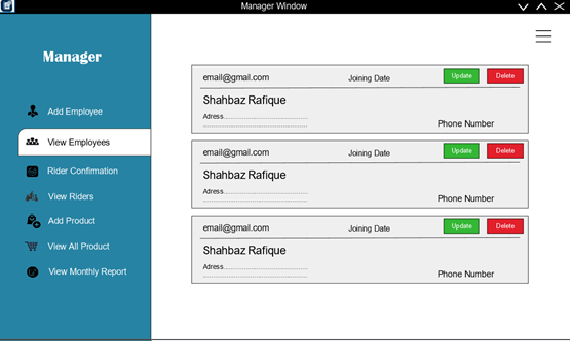 Manager Window
Manager
Add Employee
View Employees
Rider Confirmation
View Riders
Add Product
View All Product
View Monthly Report
email@gmail.com Joining Date Update Delete
Shahbaz Rafique
Adress
Phone Number
email@gmail.com Joining Date Update Delete
Shahbaz Rafique
Adress
Phone Number
email@gmail.com Joining Date Update Delete
Shahbaz Rafique
Adress
Phone Number